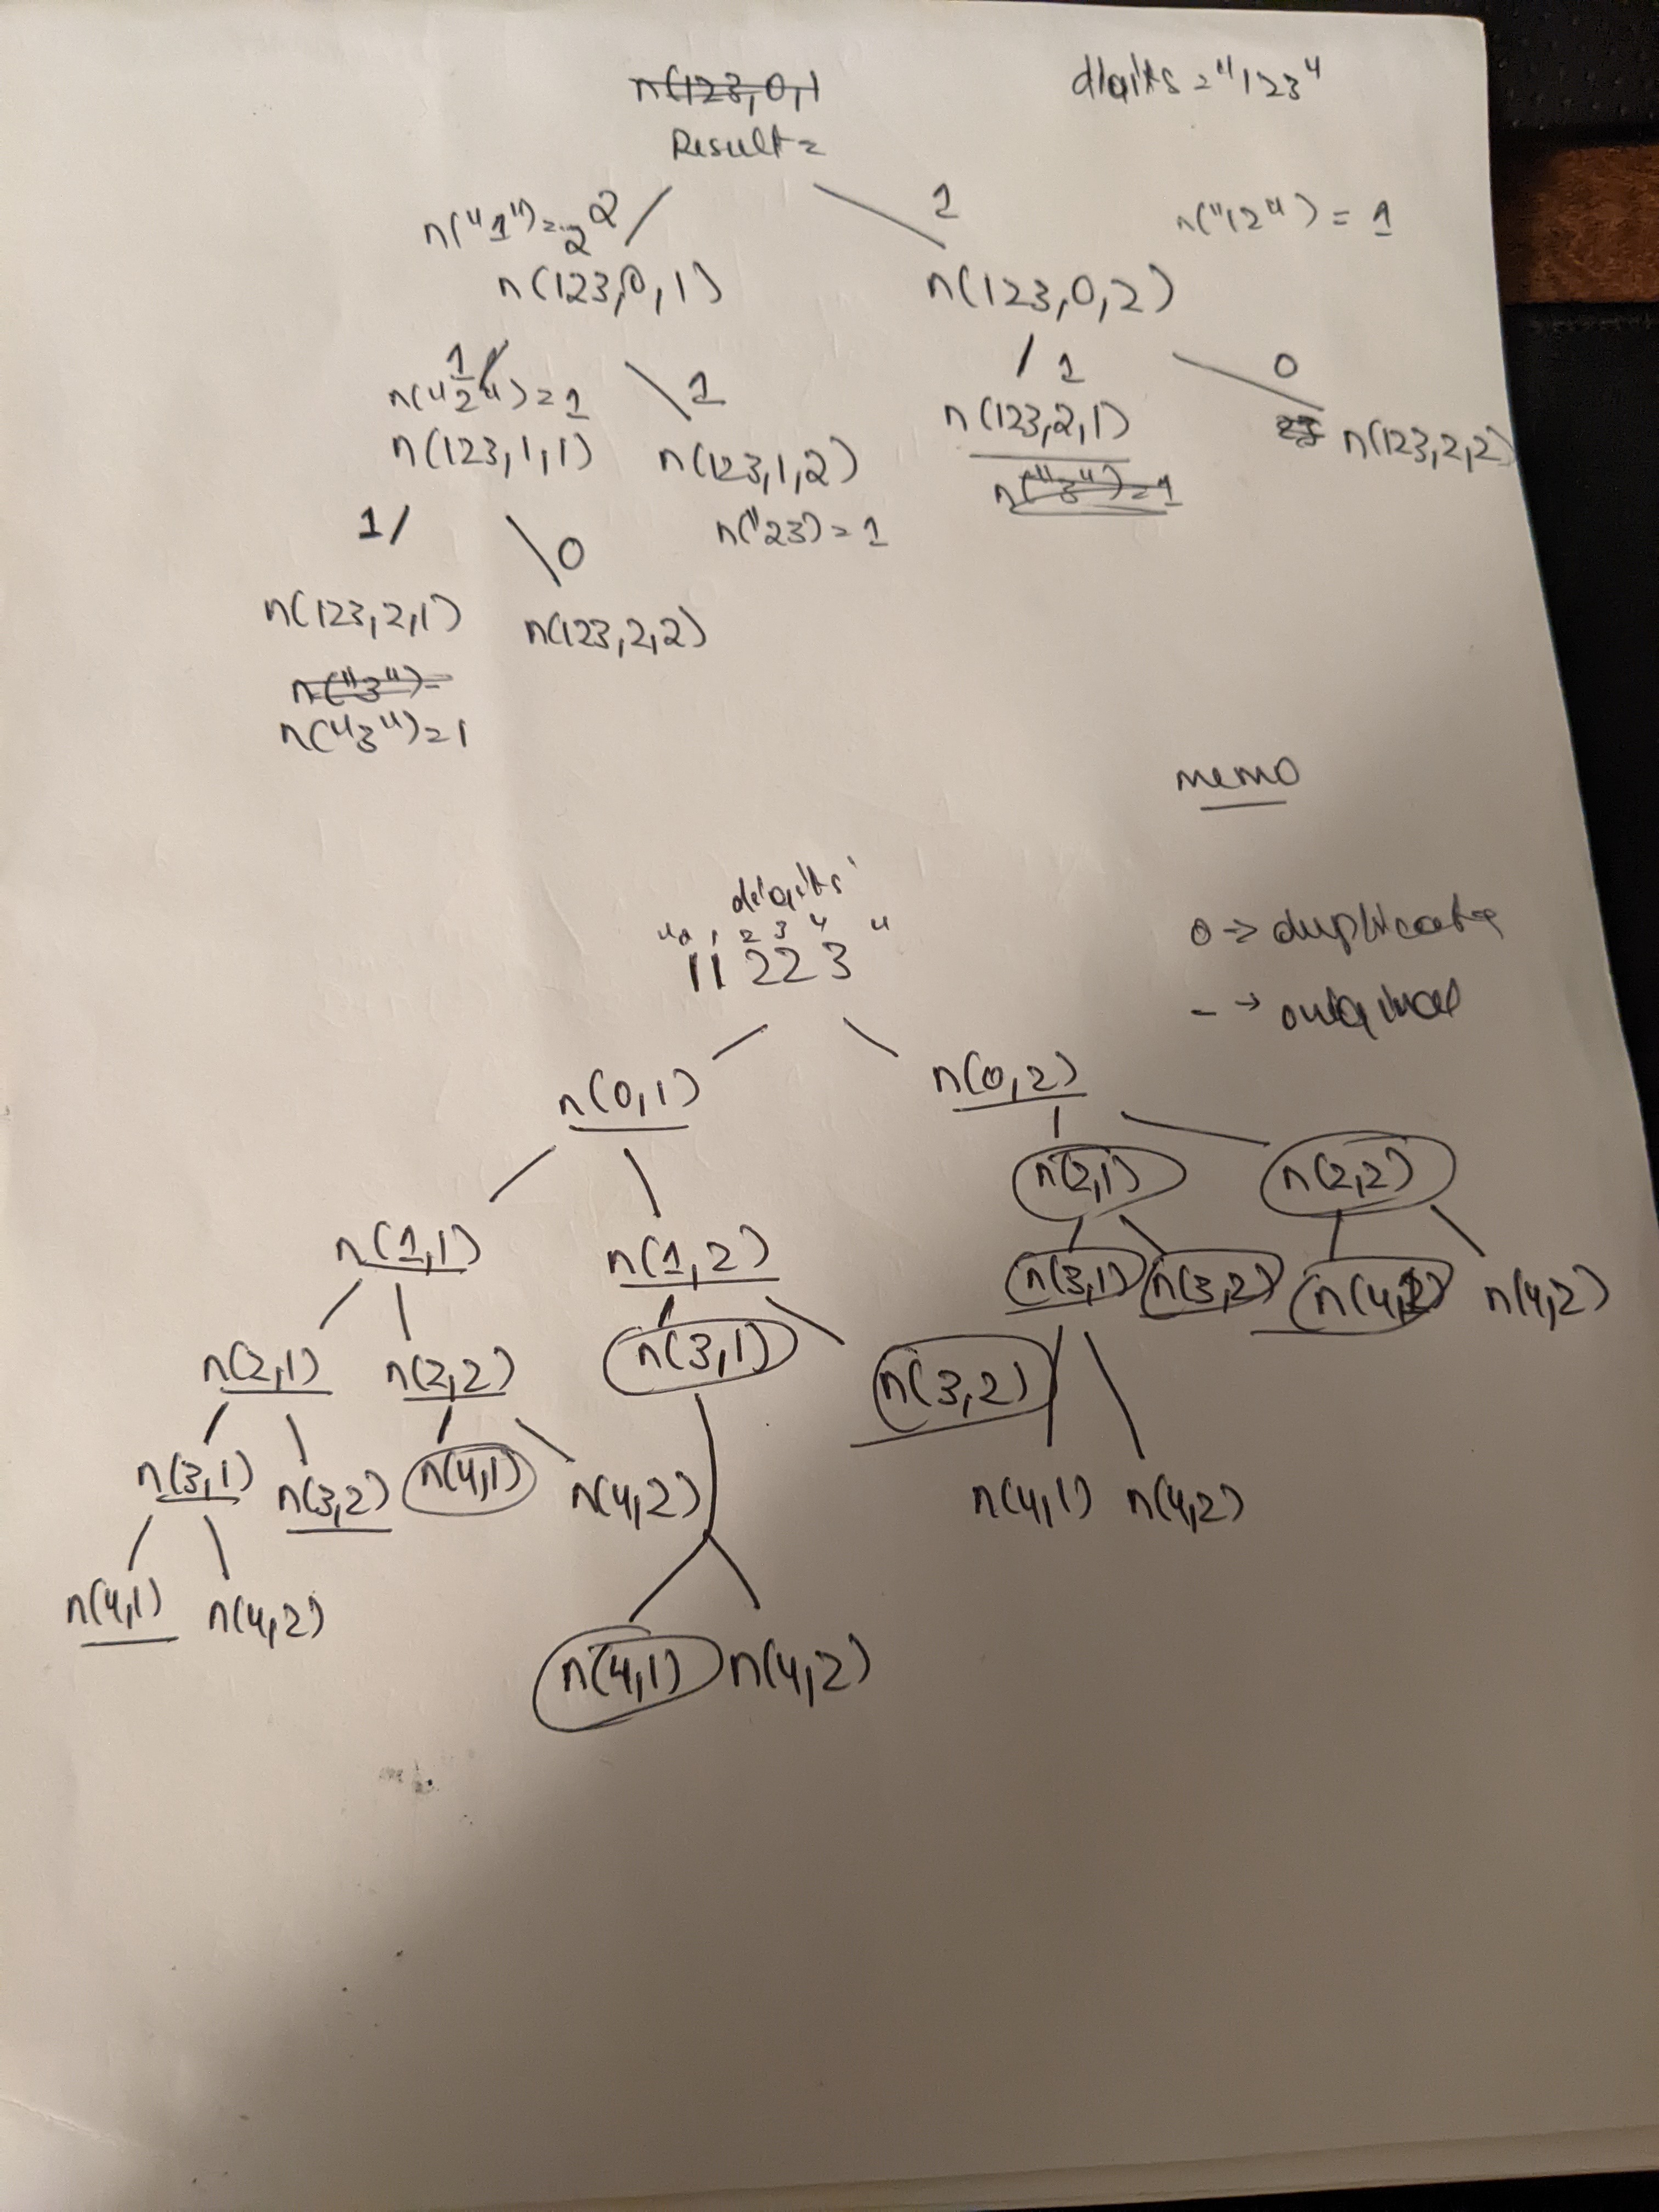 n(123,0,1 digits = "123"
Result =
n("1") = 2 2 1 n("12") = 1
n(123,0,1) n(123,0,2)
1 1 1 0
n("2") = 1
n(123,1,1) n(123,1,2) n(123,2,1) n(123,2,2)
n("3") = 1
1 0 n("23) = 1
n(123,2,1) n(123,2,2)
n("3") =
n("3") = 1
memo
digits
" 0 1 2 3 4 "
11223
0 → duplicate
- → original
n(0,1) n(0,2)
n(2,1) n(2,2)
n(1,1) n(1,2) n(3,1) n(3,2) n(4,1) n(4,2)
n(2,1) n(2,2) n(3,1) n(3,2)
n(3,1) n(3,2) n(4,1) n(4,2) n(4,1) n(4,2)
n(4,1) n(4,2) n(4,1) n(4,2)